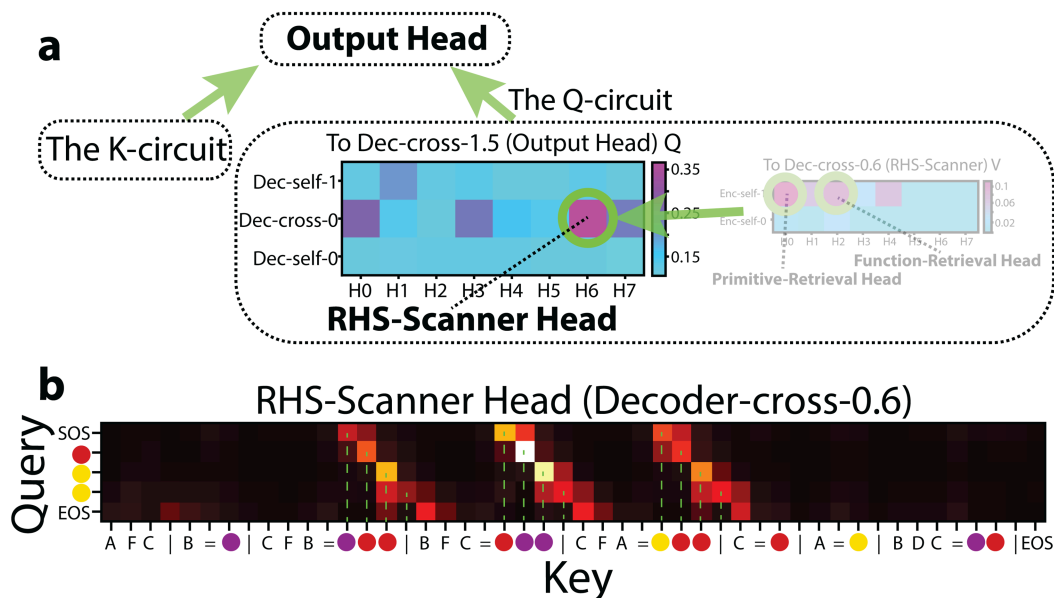 a
Output Head
The K-circuit
The Q-circuit
To Dec-cross-1.5 (Output Head) Q
Dec-self-1
Dec-cross-0
Dec-self-0
H0 H1 H2 H3 H4 H5 H6 H7
0.35
0.25
0.15
RHS-Scanner Head
To Dec-cross-0.6 (RHS-Scanner) V
Enc-self-1
Enc-self-0
H0 H1 H2 H3 H4 H5 H6 H7
0.1
0.06
0.02
Function-Retrieval Head
Primitive-Retrieval Head
b
RHS-Scanner Head (Decoder-cross-0.6)
Query
SOS
EOS
A F C | B = | C F B = | B F C = | C F A = | C = | A = | B D C = | EOS
Key